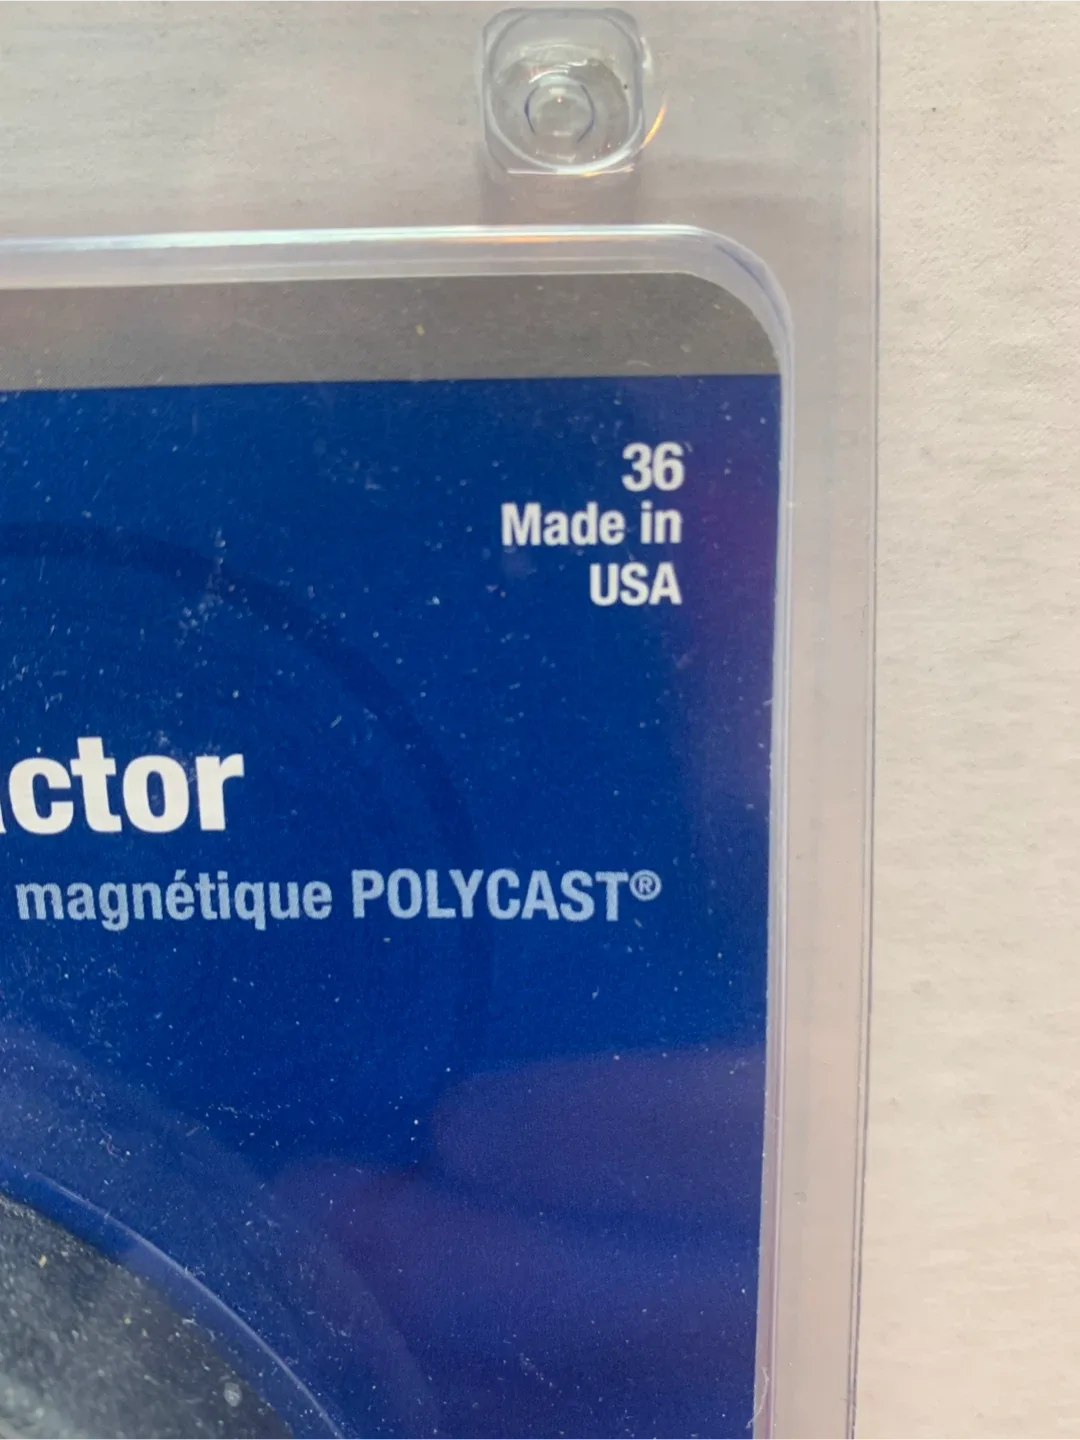 36
Made in
USA
ctor
magnétique POLYCAST®